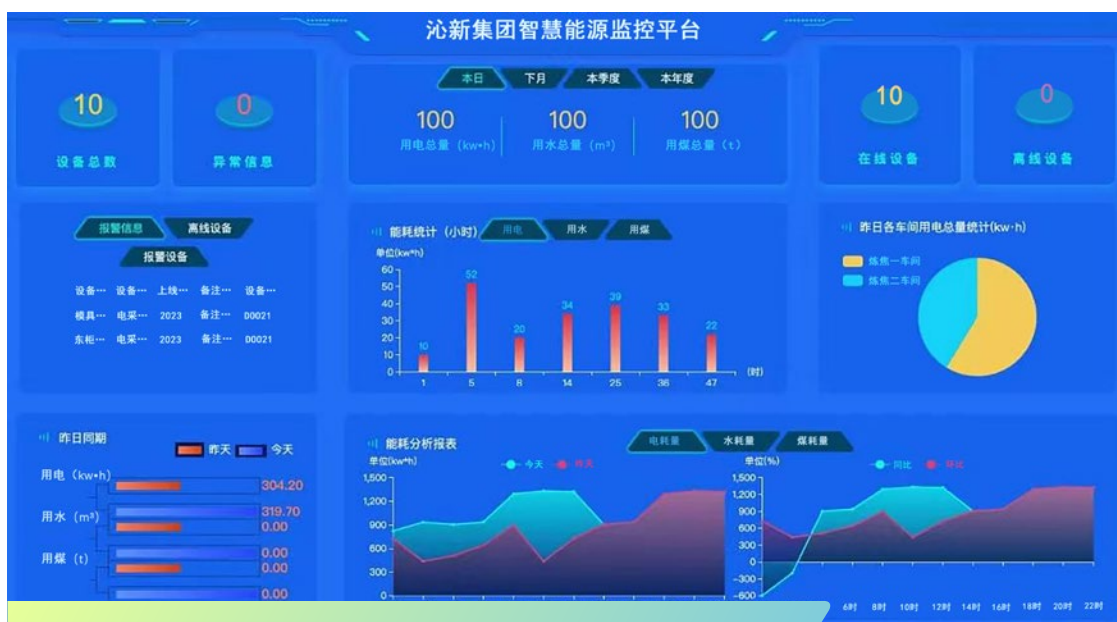 沁新集团智慧能源监控平台
10
设备总数
0
异常信息
本日 下月 本季度 本年度
100 100 100
用电总量（kw•h） 用水总量（m³） 用煤总量（t）
10
在线设备
0
离线设备
报警信息 离线设备
报警设备
设备… 设备… 上线… 备注… 设备…
模具… 电采… 2023 备注… D0021
东柜… 电采… 2023 备注… D0021
能耗统计（小时） 用电 用水 用煤
单位(kw*h)
60
50
40
30
20
10
0
10 52 20 34 39 33 22
1 5 8 14 25 36 47 (时)
昨日各车间用电总量统计(kw·h)
炼焦一车间
炼焦二车间
昨日同期
昨天 今天
用电（kw•h）
304.20
319.70
用水（m³）
0.00
0.00
用煤（t）
0.00
0.00
能耗分析报表
电耗量 水耗量 煤耗量
单位(kw*h)
今天 昨天
1,500
1,200
900
600
300
0
单位(%)
同比 环比
1,500
1,200
900
600
300
0
-300
-600
6时 8时 10时 12时 14时 16时 18时 20时 22时